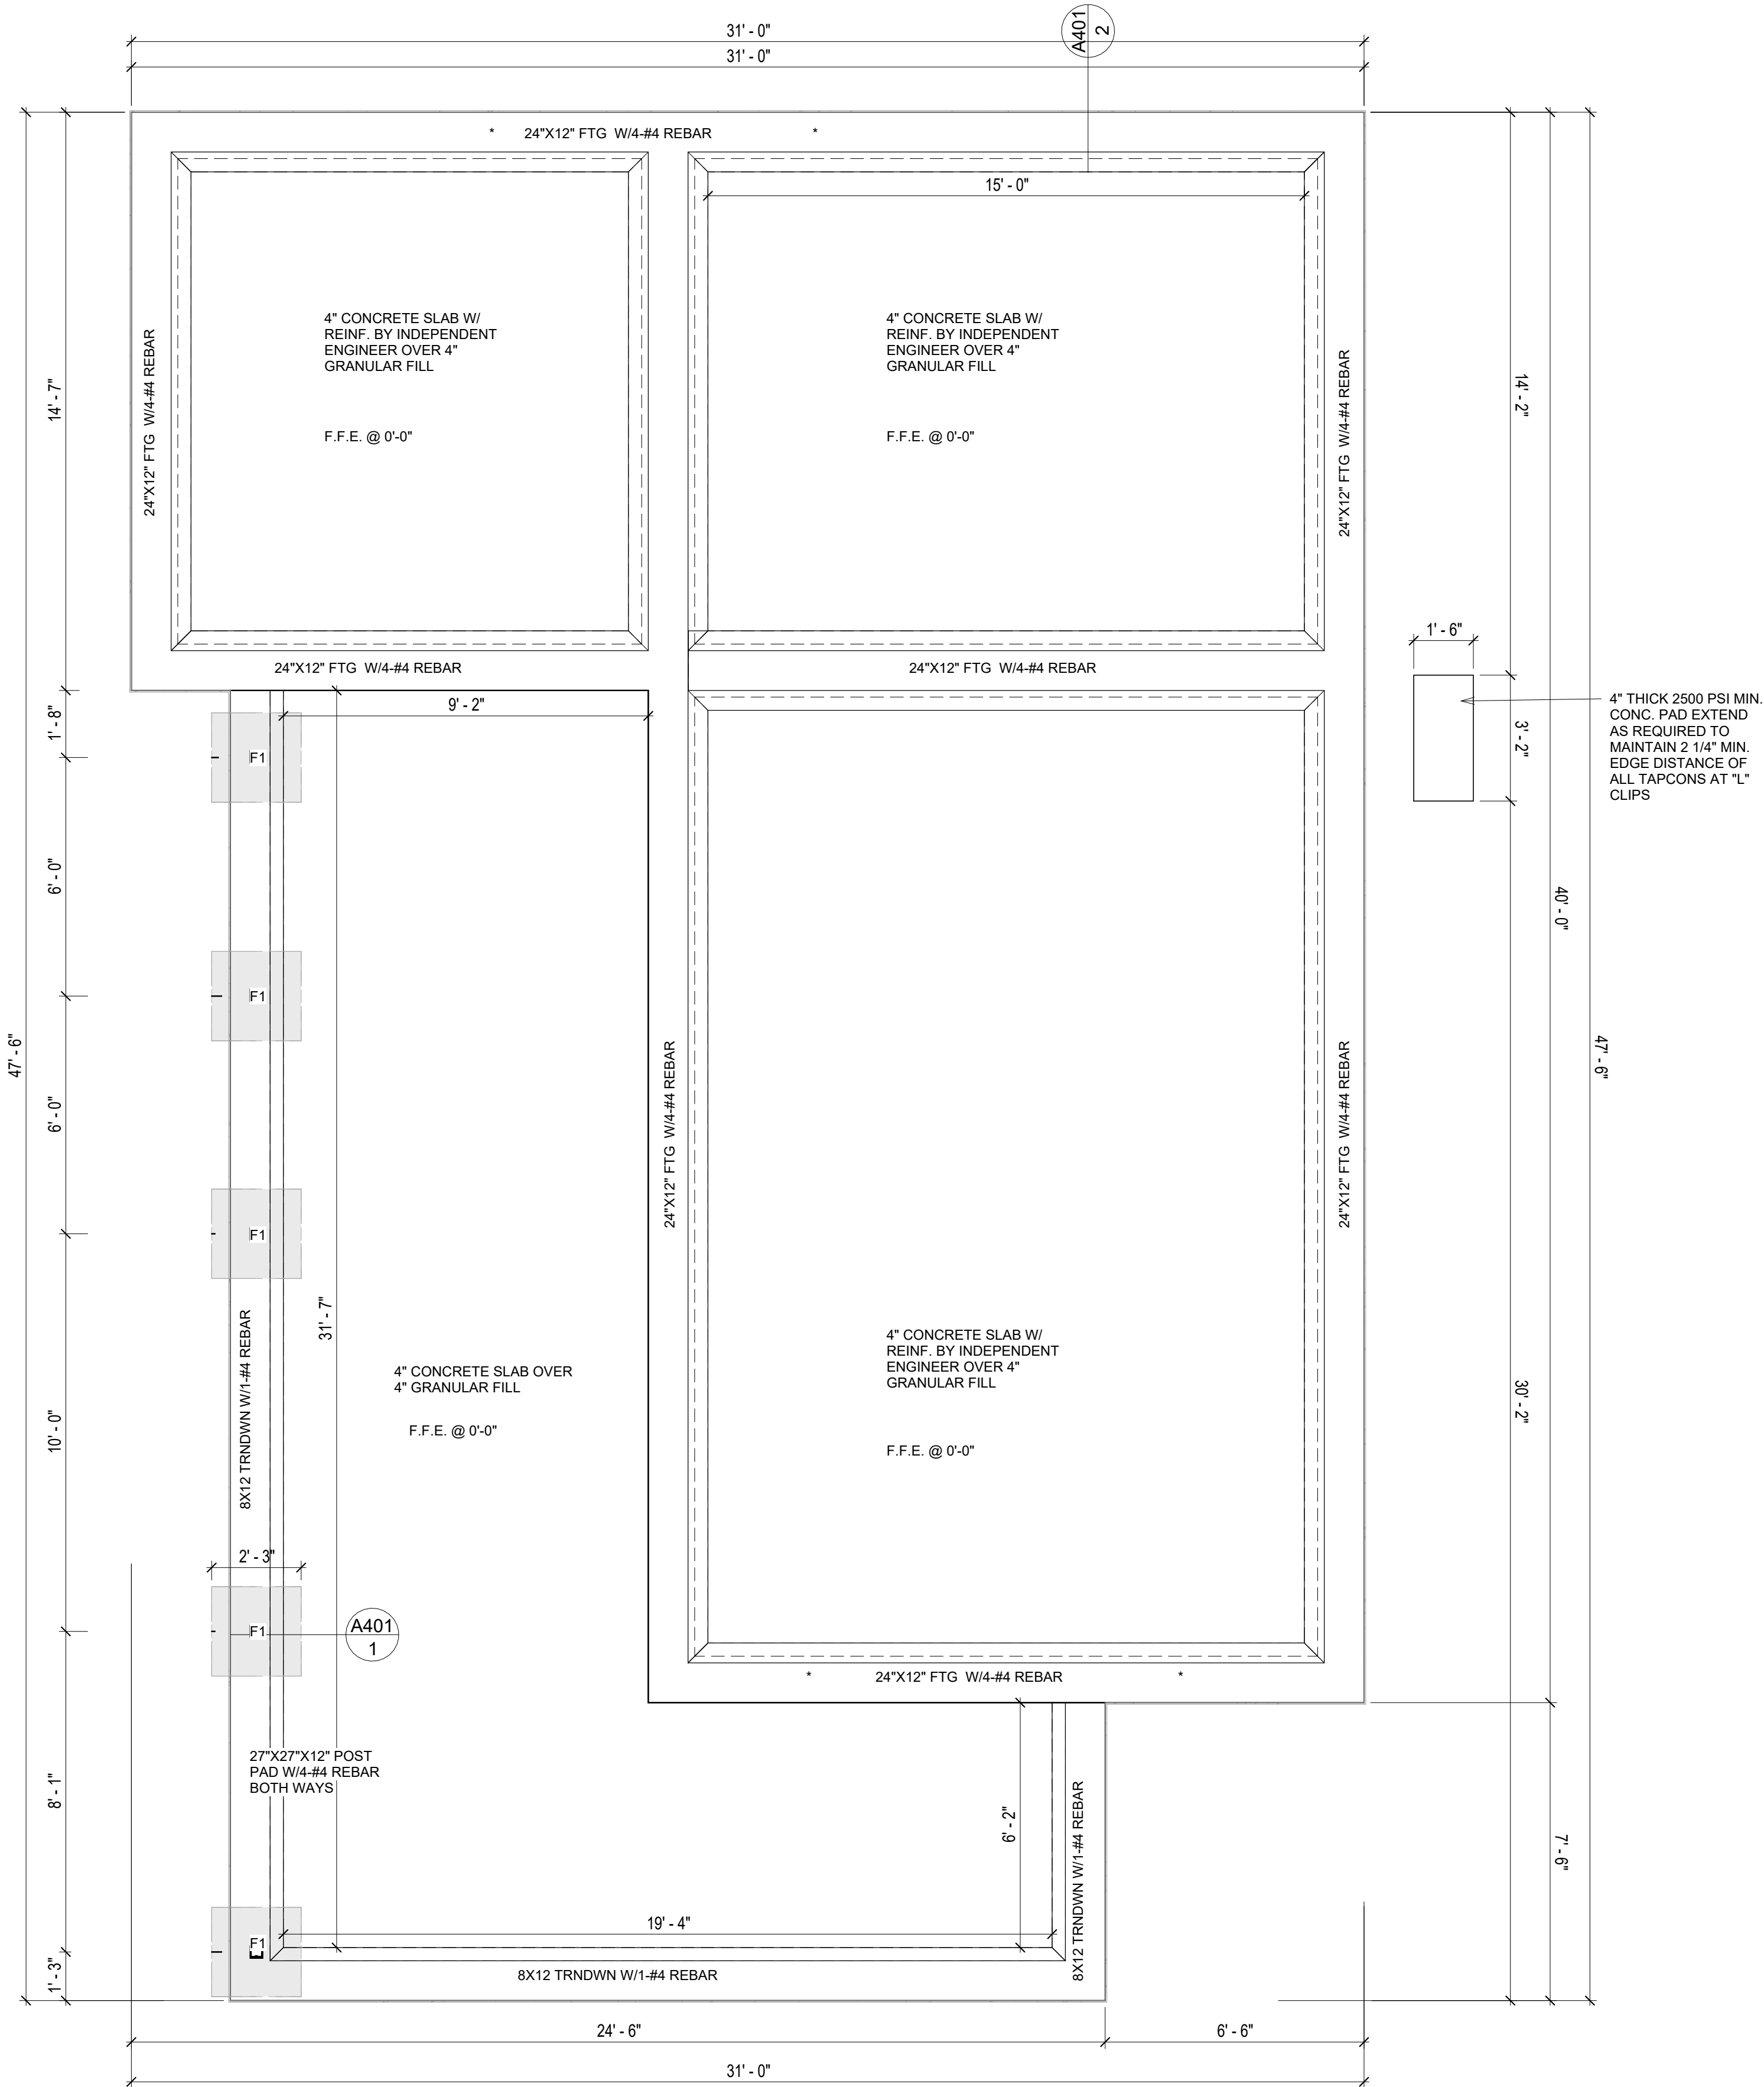 31' - 0"
31' - 0"
A401
2
* 24"X12" FTG W/4-#4 REBAR *
15' - 0"
4" CONCRETE SLAB W/
REINF. BY INDEPENDENT
ENGINEER OVER 4"
GRANULAR FILL
F.F.E. @ 0'-0"
4" CONCRETE SLAB W/
REINF. BY INDEPENDENT
ENGINEER OVER 4"
GRANULAR FILL
F.F.E. @ 0'-0"
24"X12" FTG W/4-#4 REBAR
24"X12" FTG W/4-#4 REBAR
14' - 7"
14' - 2"
24"X12" FTG W/4-#4 REBAR
24"X12" FTG W/4-#4 REBAR
1' - 6"
4" THICK 2500 PSI MIN.
CONC. PAD EXTEND
AS REQUIRED TO
MAINTAIN 2 1/4" MIN.
EDGE DISTANCE OF
ALL TAPCONS AT "L"
CLIPS
3' - 2"
9' - 2"
1' - 8"
F1
6' - 0"
40' - 0"
F1
47' - 6"
6' - 0"
47' - 6"
24"X12" FTG W/4-#4 REBAR
24"X12" FTG W/4-#4 REBAR
F1
31' - 7"
8X12 TRNDWN W/1-#4 REBAR
4" CONCRETE SLAB OVER
4" GRANULAR FILL
F.F.E. @ 0'-0"
4" CONCRETE SLAB W/
REINF. BY INDEPENDENT
ENGINEER OVER 4"
GRANULAR FILL
F.F.E. @ 0'-0"
10' - 0"
30' - 2"
2' - 3"
F1
A401
1
* 24"X12" FTG W/4-#4 REBAR *
27"X27"X12" POST
PAD W/4-#4 REBAR
BOTH WAYS
8' - 1"
6' - 2"
8X12 TRNDWN W/1-#4 REBAR
7' - 6"
19' - 4"
F1
1' - 3"
8X12 TRNDWN W/1-#4 REBAR
24' - 6"
6' - 6"
31' - 0"